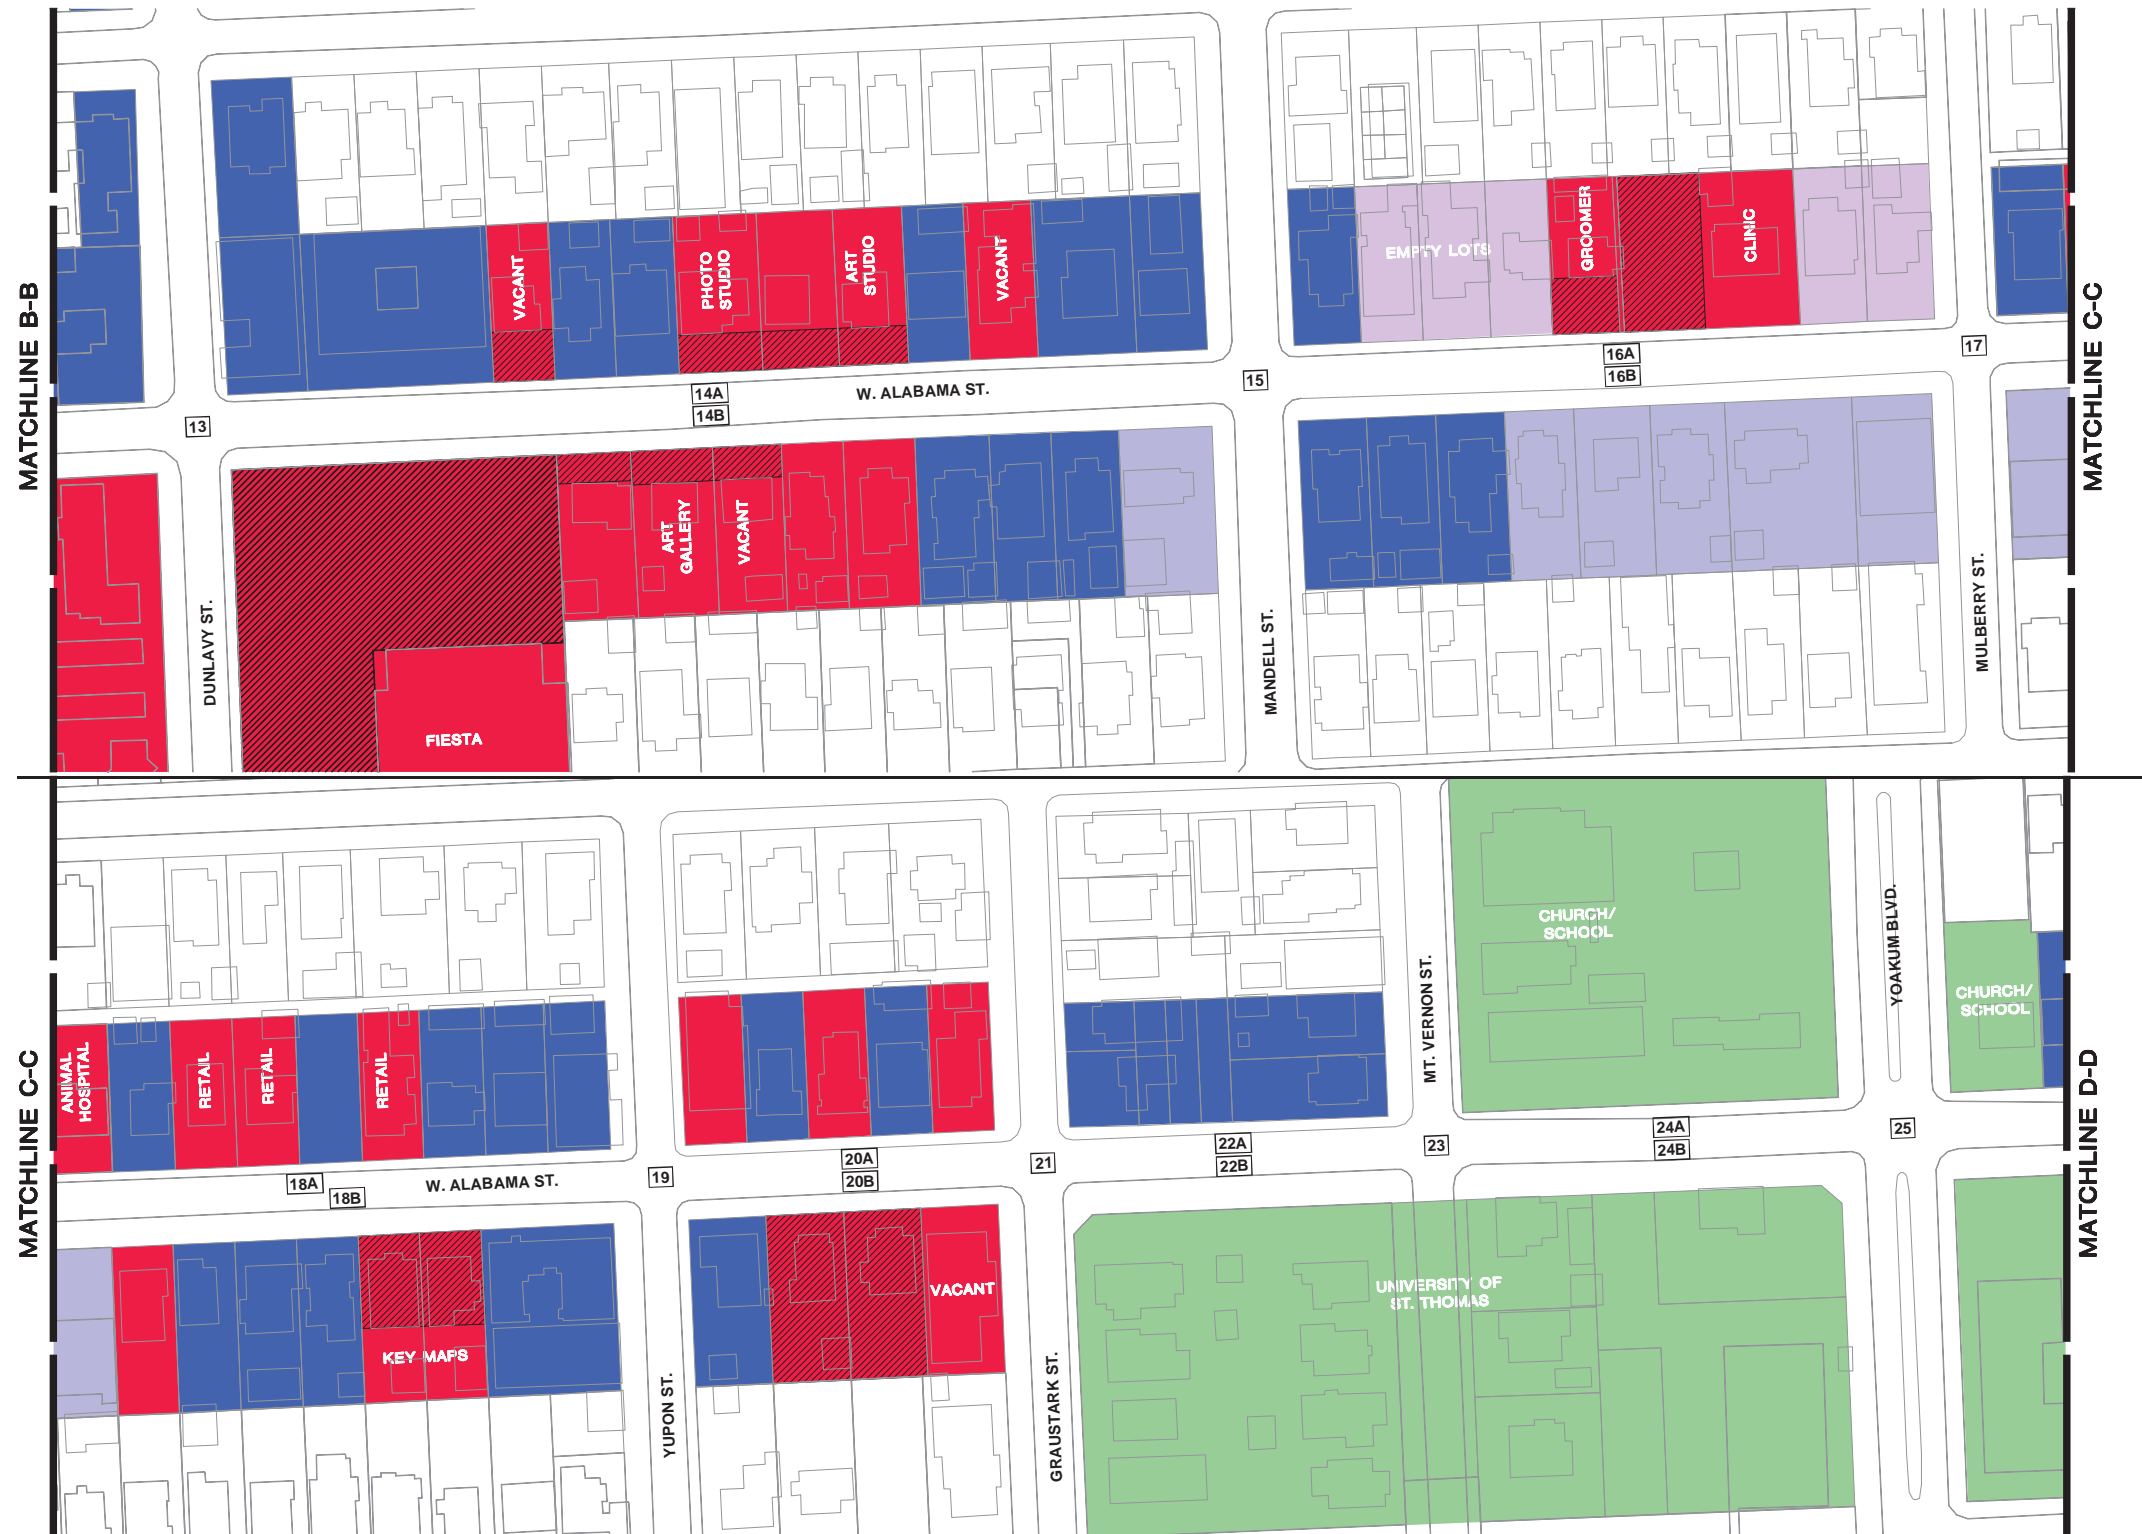 MATCHLINE B-B
MATCHLINE C-C
VACANT
PHOTO
STUDIO
ART
STUDIO
VACANT
EMPTY LOTS
GROOMER
CLINIC
13
14A
14B
W. ALABAMA ST.
15
16A
16B
17
DUNLAVY ST.
FIESTA
ART
GALLERY
VACANT
MANDELL ST.
MULBERRY ST.
MATCHLINE C-C
MATCHLINE D-D
ANIMAL
HOSPITAL
RETAIL
RETAIL
RETAIL
CHURCH/
SCHOOL
CHURCH/
SCHOOL
MT. VERNON ST.
YOAKUM BLVD.
18A
18B
W. ALABAMA ST.
19
20A
20B
21
22A
22B
23
24A
24B
25
KEY MAPS
YUPON ST.
VACANT
GRAUSTARK ST.
UNIVERSITY OF
ST. THOMAS